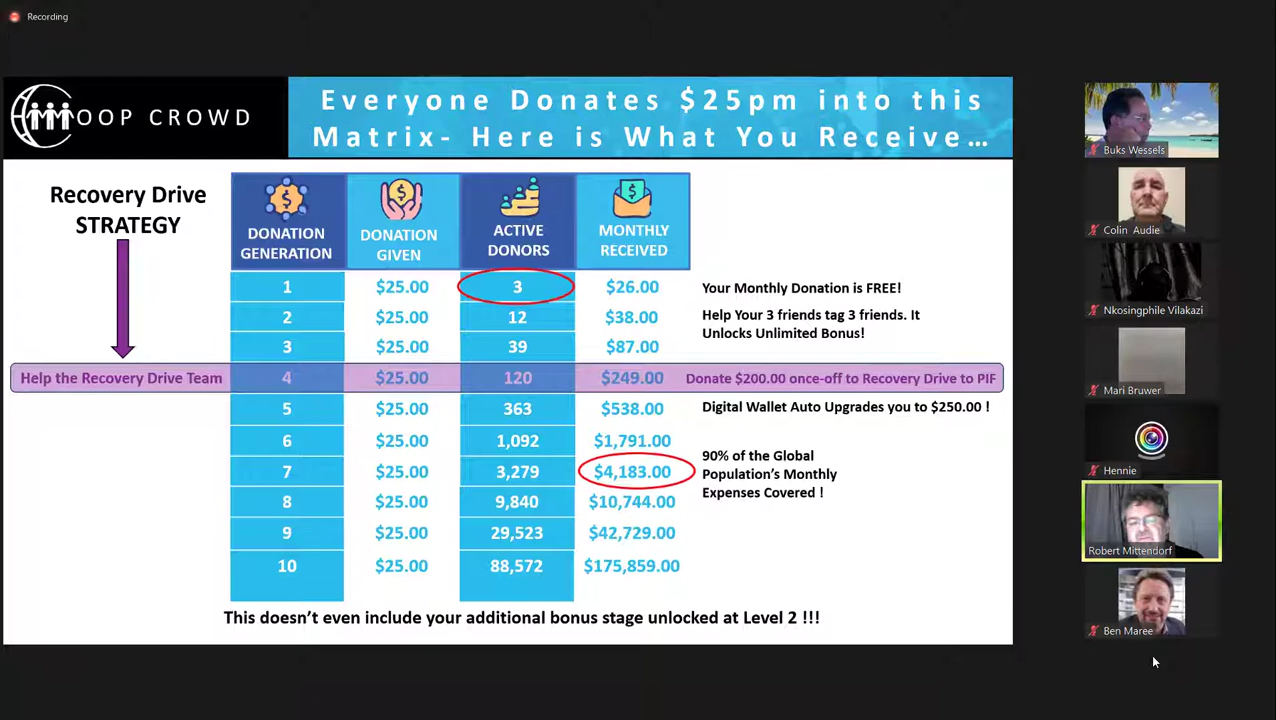 Recording
OOP CROWD
Everyone Donates $25pm into this
Matrix- Here is What You Receive…
Recovery Drive
STRATEGY
DONATION
GENERATION
DONATION
GIVEN
ACTIVE
DONORS
MONTHLY
RECEIVED
1 $25.00 3 $26.00 Your Monthly Donation is FREE!
2 $25.00 12 $38.00 Help Your 3 friends tag 3 friends. It
Unlocks Unlimited Bonus!
3 $25.00 39 $87.00
Help the Recovery Drive Team 4 $25.00 120 $249.00 Donate $200.00 once-off to Recovery Drive to PIF
5 $25.00 363 $538.00 Digital Wallet Auto Upgrades you to $250.00 !
6 $25.00 1,092 $1,791.00
7 $25.00 3,279 $4,183.00 90% of the Global
Population’s Monthly
Expenses Covered !
8 $25.00 9,840 $10,744.00
9 $25.00 29,523 $42,729.00
10 $25.00 88,572 $175,859.00
This doesn’t even include your additional bonus stage unlocked at Level 2 !!!
Buks Wessels
Colin Audie
Nkosingphile Vilakazi
Mari Bruwer
Hennie
Robert Mittendorf
Ben Maree